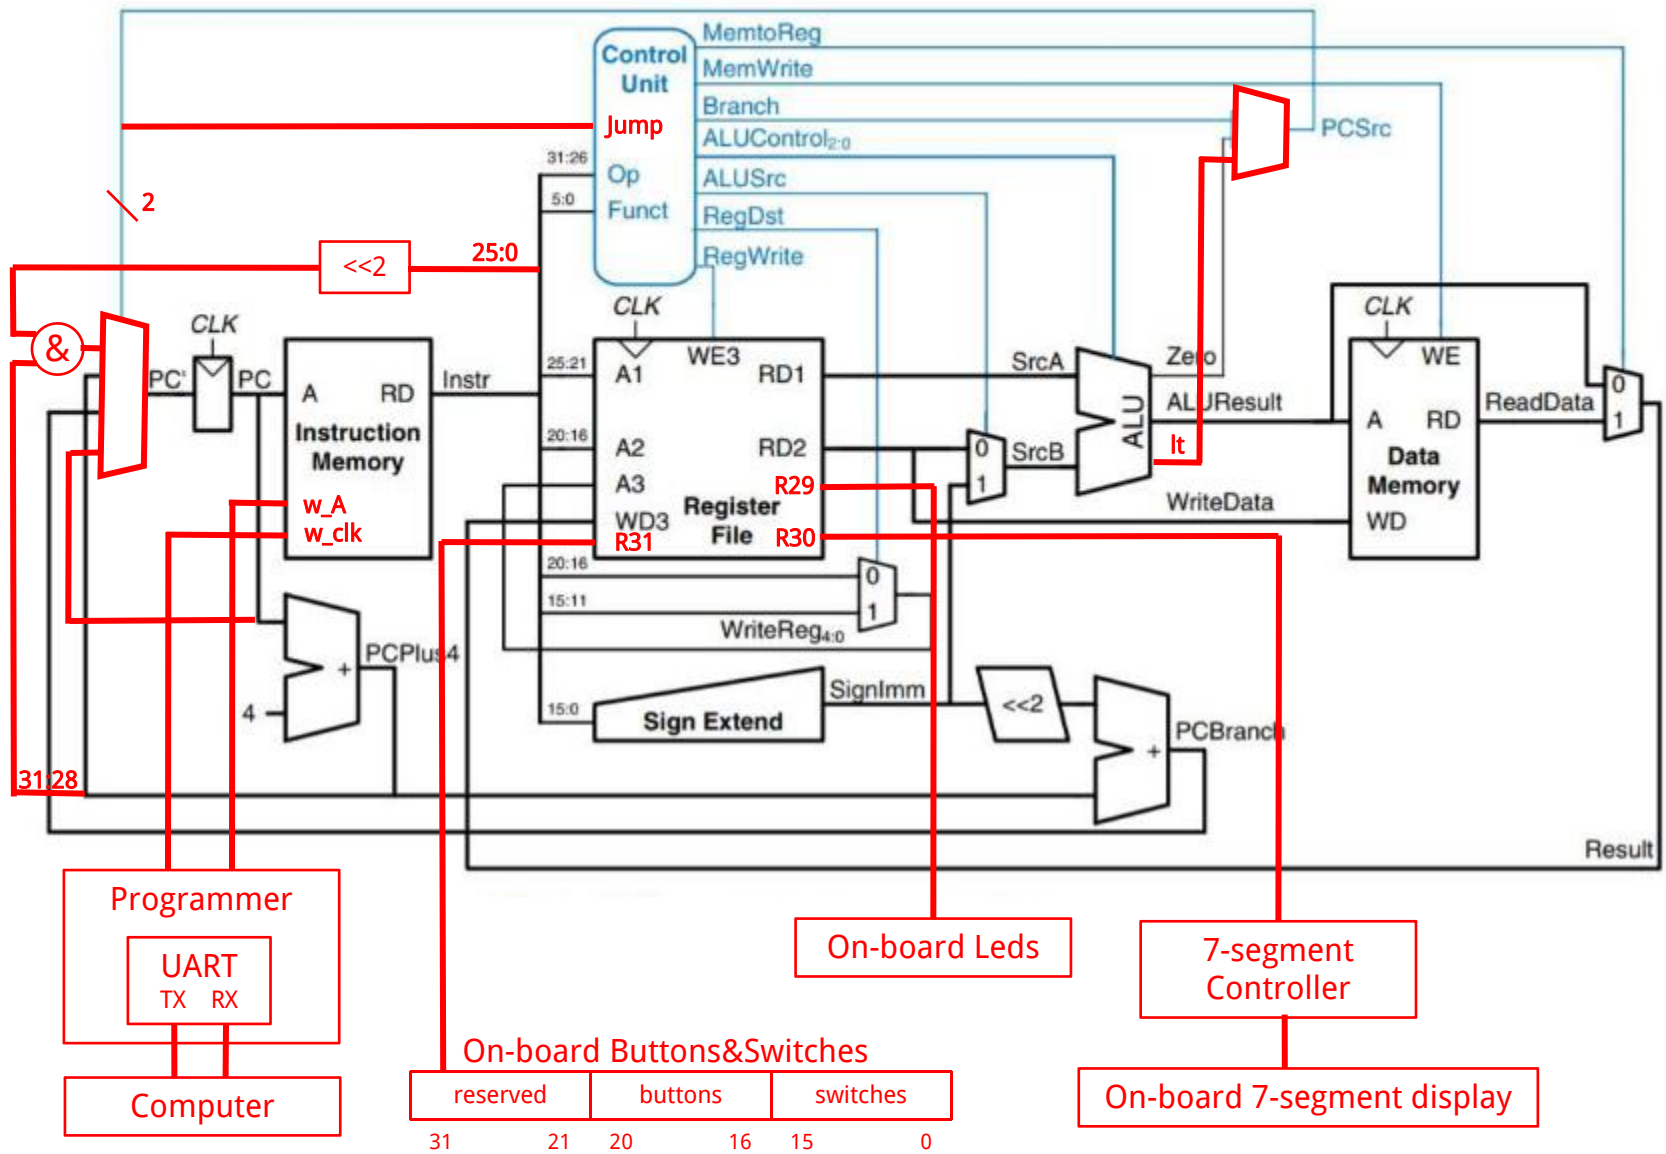 MemtoReg
Control
Unit
MemWrite
Branch
Jump
ALUControl2:0
PCSrc
31:26
Op
ALUSrc
5:0
Funct
RegDst
2
25:0
RegWrite
<<2
CLK
CLK
CLK
&
WE3
WE
PC'
PC
A
RD
Instr
25:21
A1
RD1
SrcA
Zero
0
ALUResult
ReadData
1
A
RD
Instruction
Memory
20:16
A2
RD2
0
SrcB
ALU
lt
Data
Memory
A3
R29
1
WriteData
w_A
w_clk
WD3
Register
File
WD
R31
R30
20:16
0
15:11
1
WriteReg4:0
PCPlus4
+
4
SignImm
15:0
Sign Extend
<<2
PCBranch
+
31:28
Result
Programmer
UART
TX RX
Computer
On-board Leds
7-segment
Controller
On-board 7-segment display
On-board Buttons&Switches
reserved
buttons
switches
31
21
20
16
15
0